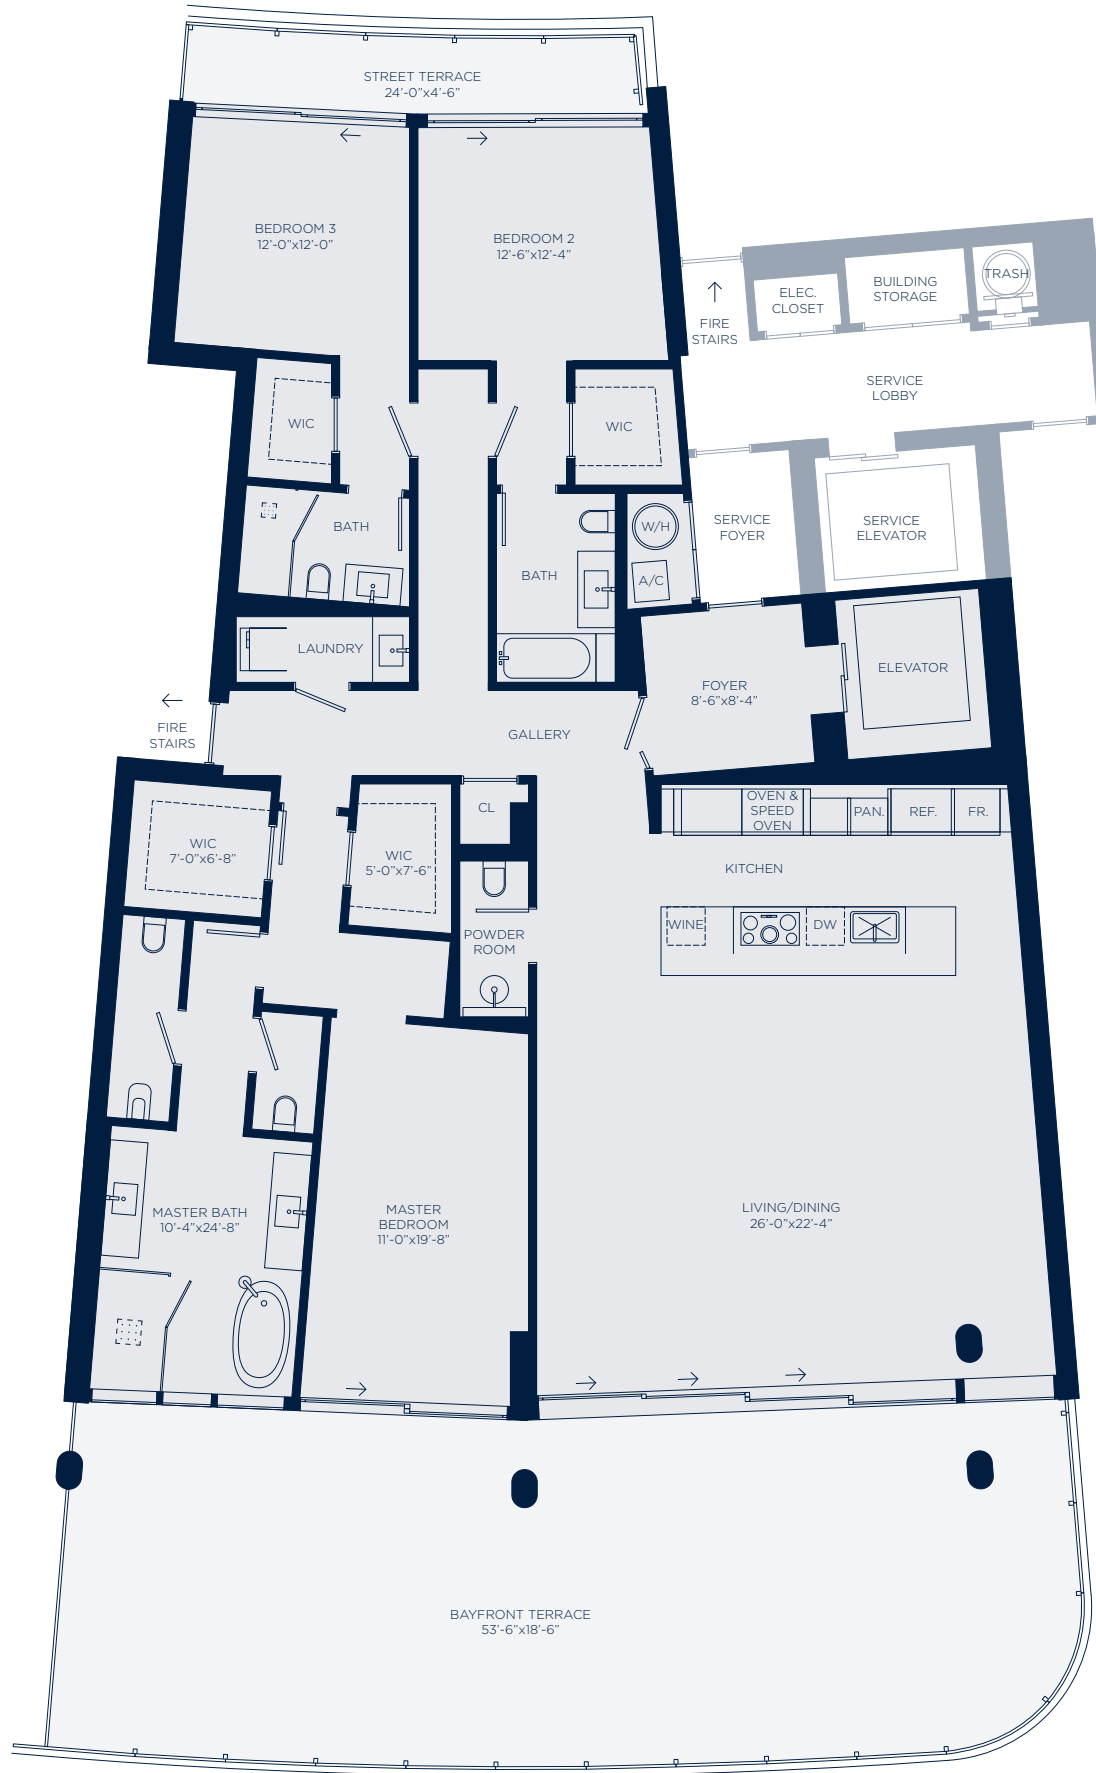 STREET TERRACE
24'-0"x4'-6"
BEDROOM 3
12'-0"x12'-0"
BEDROOM 2
12'-6"x12'-4"
ELEC.
CLOSET
BUILDING
STORAGE
TRASH
FIRE
STAIRS
SERVICE
LOBBY
WIC
WIC
BATH
W/H
SERVICE
FOYER
SERVICE
ELEVATOR
BATH
A/C
LAUNDRY
ELEVATOR
FOYER
8'-6"x8'-4"
FIRE
STAIRS
GALLERY
OVEN &
SPEED
OVEN
PAN.
REF.
FR.
CL
WIC
7'-0"x6'-8"
WIC
5'-0"x7'-6"
KITCHEN
WINE
DW
POWDER
ROOM
MASTER BATH
10'-4"x24'-8"
MASTER
BEDROOM
11'-0"x19'-8"
LIVING/DINING
26'-0"x22'-4"
BAYFRONT TERRACE
53'-6"x18'-6"